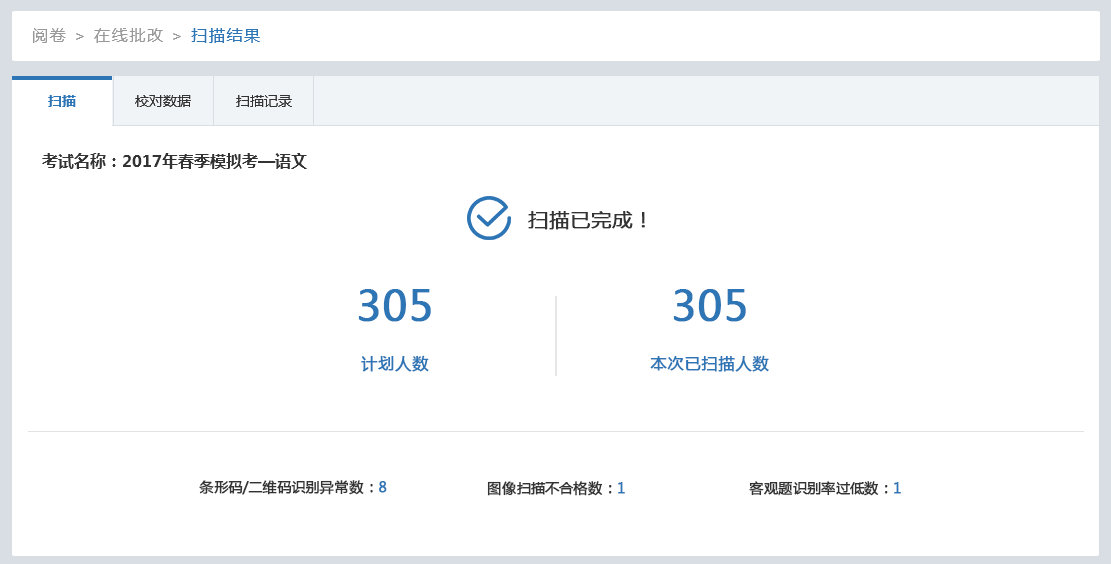 阅卷 > 在线批改 > 扫描结果
扫描 校对数据 扫描记录
考试名称：2017年春季模拟考—语文
扫描已完成！
305 305
计划人数 本次已扫描人数
条形码/二维码识别异常数：8 图像扫描不合格数：1 客观题识别率过低数：1